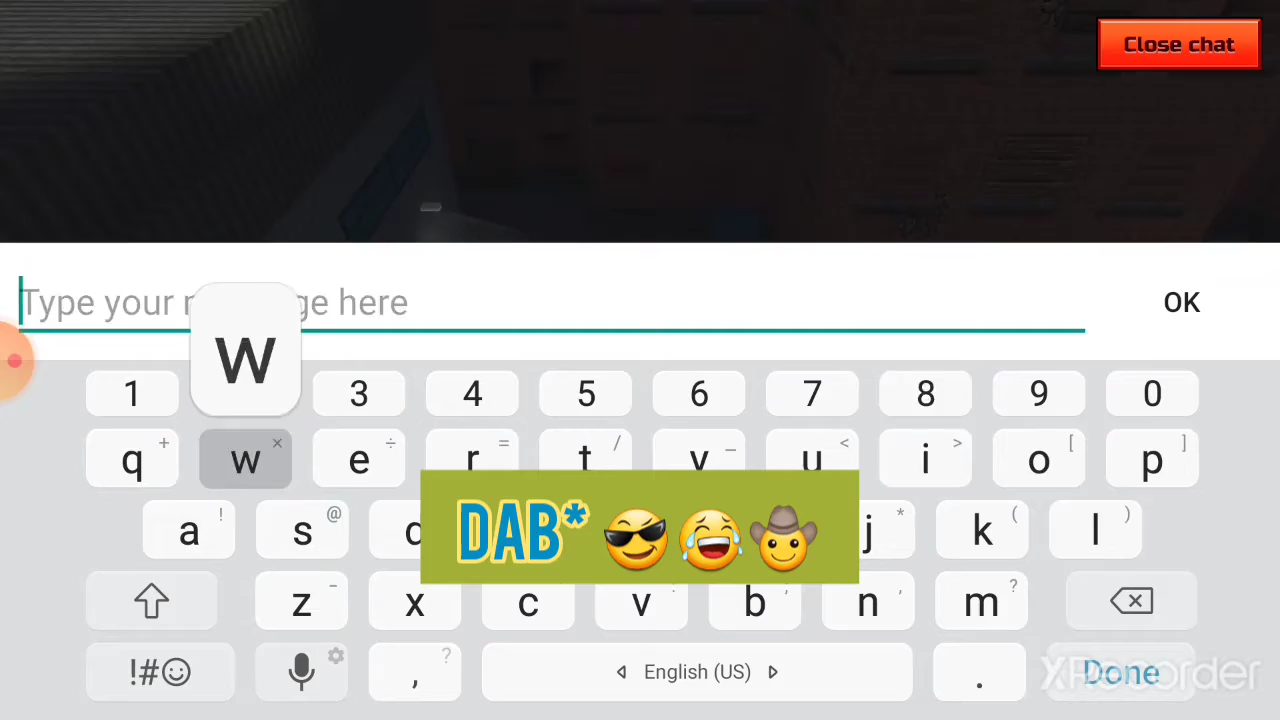 Close chat
Type your ge here
OK
W
1 3 4 5 6 7 8 9 0
q + w × e ÷ r = t / y – u < i > o [ p ]
a ! s @ j * k ( l )
z - x c v b n , m ?
!#☺ , ? English (US) . Done
DAB* 😎 😂 🤠
XRecorder